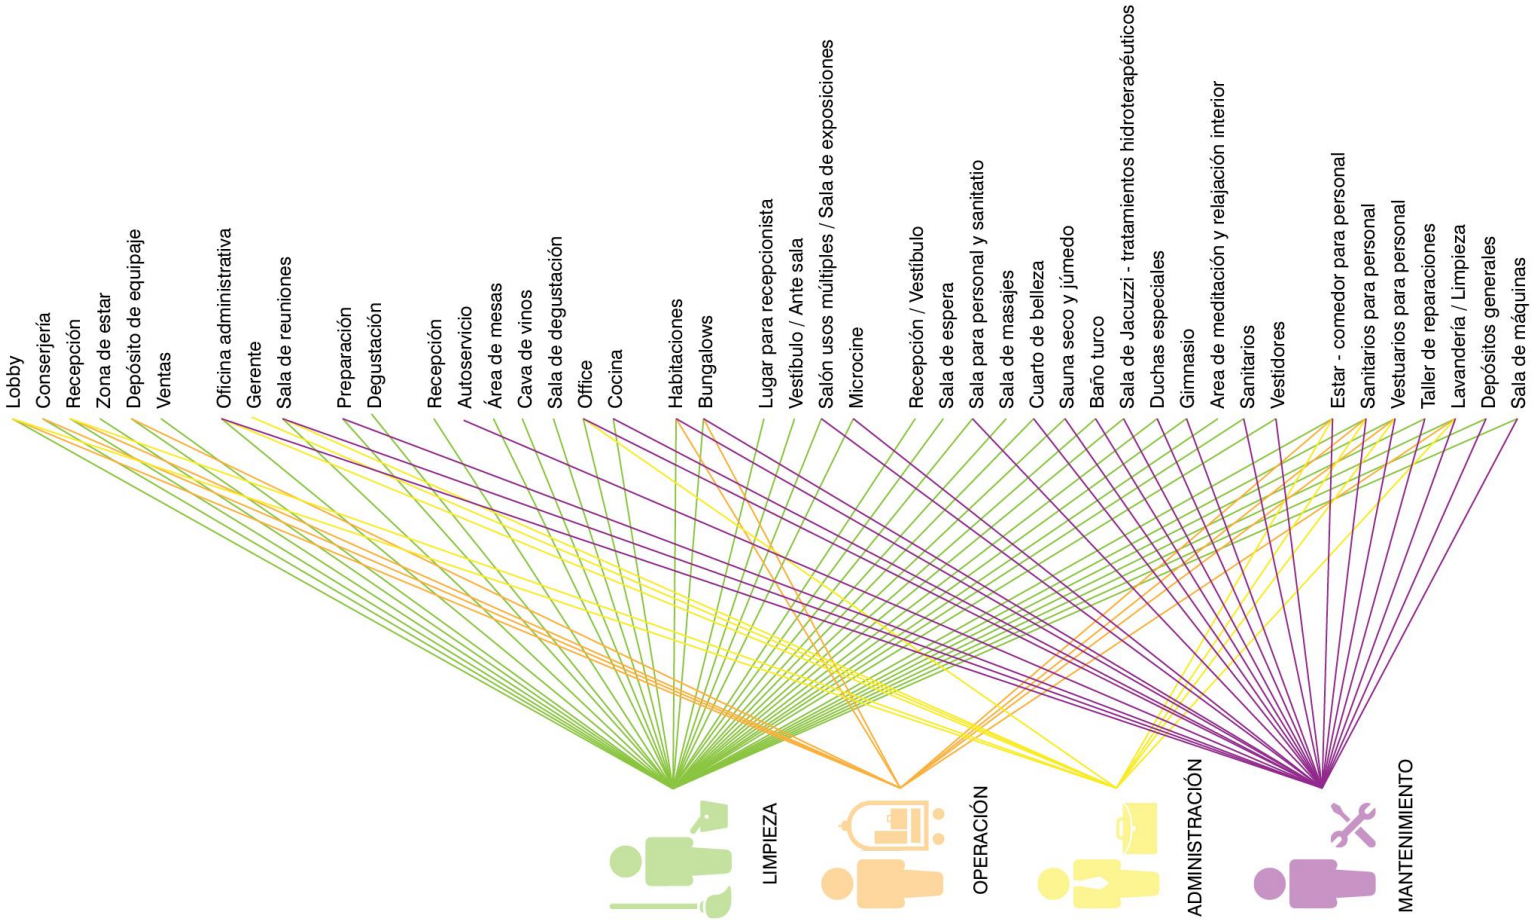 Lobby
Conserjería
Recepción
Zona de estar
Depósito de equipaje
Ventas
Oficina administrativa
Gerente
Sala de reuniones
Preparación
Degustación
Recepción
Autoservicio
Área de mesas
Cava de vinos
Sala de degustación
Office
Cocina
Habitaciones
Bungalows
Lugar para recepcionista
Vestíbulo / Ante sala
Salón usos múltiples / Sala de exposiciones
Microcine
Recepción / Vestíbulo
Sala de espera
Sala para personal y sanitatio
Sala de masajes
Cuarto de belleza
Sauna seco y júmedo
Baño turco
Sala de Jacuzzi - tratamientos hidroterapéuticos
Duchas especiales
Gimnasio
Area de meditación y relajación interior
Sanitarios
Vestidores
Estar - comedor para personal
Sanitarios para personal
Vestuarios para personal
Taller de reparaciones
Lavandería / Limpieza
Depósitos generales
Sala de máquinas
LIMPIEZA
OPERACIÓN
ADMINISTRACIÓN
MANTENIMIENTO